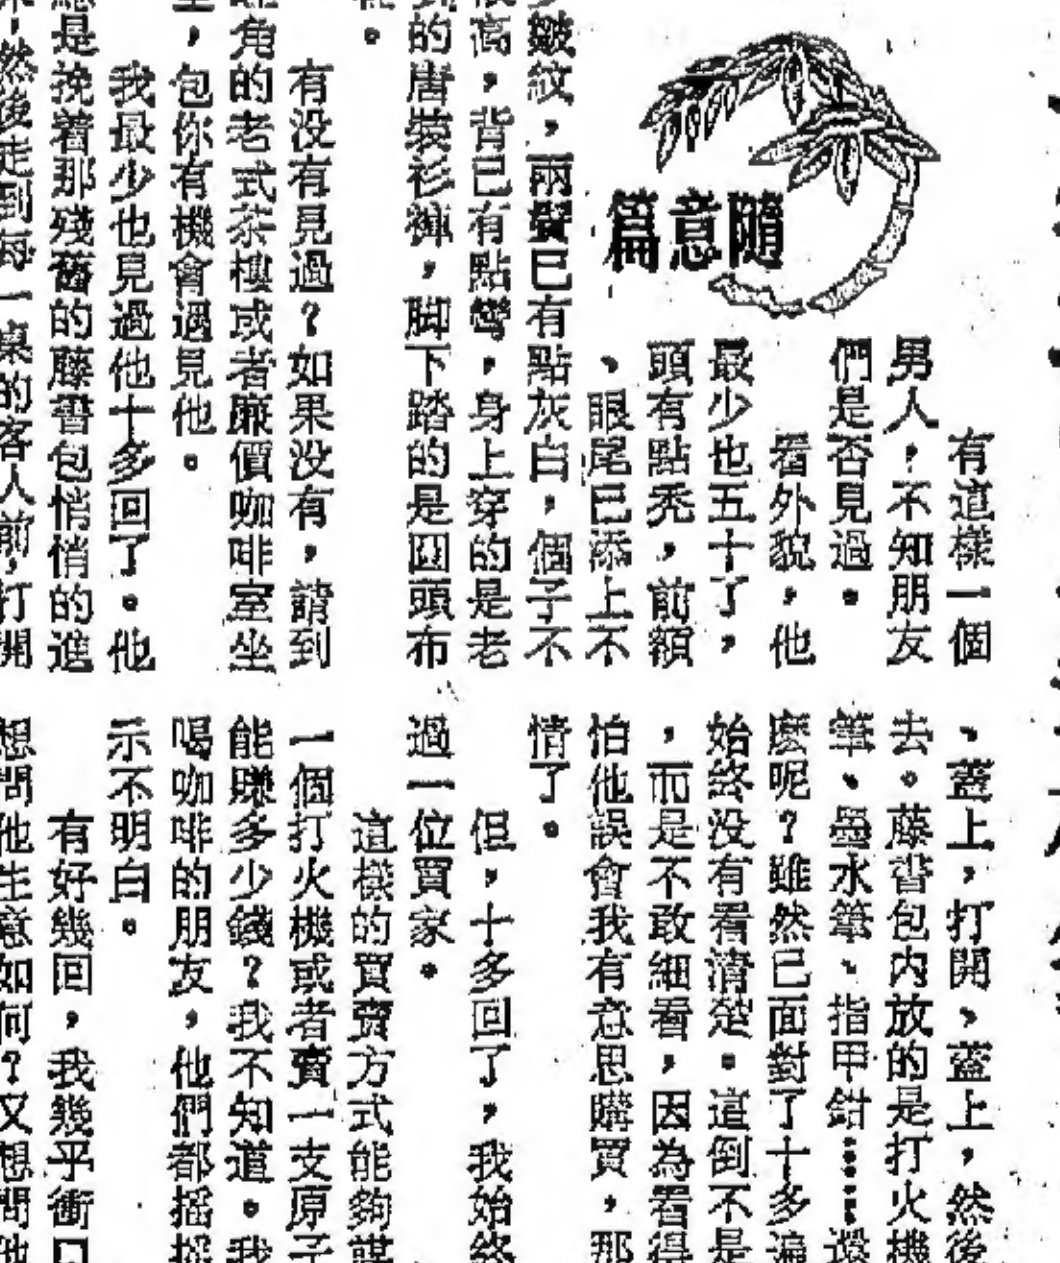 隨意篇
有這樣一個
男人，不知朋友
們是否見過。
看外貌，他
最少也五十了，
頭有點禿，前額
、眼尾已添上不
皺紋，兩鬢已有點灰白，個子不
高，背已有點彎，身上穿的是老
的唐裝衫褲，脚下踏的是圓頭布
。
有没有見過？如果没有，請到
角的老式茶樓或者廉價咖啡室坐
，包你有機會遇見他。
我最少也見過他十多回了。他
是挽着那殘舊的藤書包悄悄的進
，然後走到每一桌的客人前，打開
、蓋上，打開、蓋上，然後
去。藤書包內放的是打火機
筆、墨水筆、指甲鉗……還
麽呢？雖然已面對了十多遍
始終没有看清楚。這倒不是
，而是不敢細看，因為看得
怕他誤會我有意思購買，那
情了。
但，十多回了，我始終
過一位買家。
這樣的買賣方式能夠謀
一個打火機或者賣一支原子
能賺多少錢？我不知道。我
喝咖啡的朋友，他們都搖搖
示不明白。
有好幾回，我幾乎衝口
想問他生意如何？又想問他